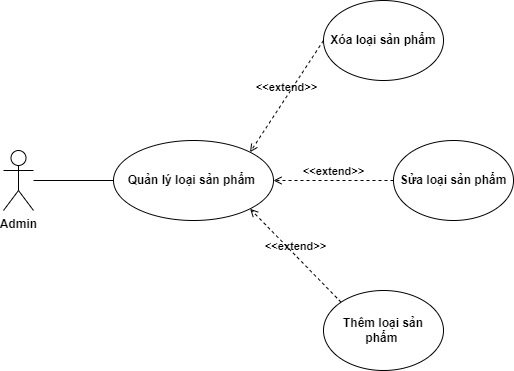 Xóa loại sản phẩm
<<extend>>
Quản lý loại sản phẩm
<<extend>>
Sửa loại sản phẩm
Admin
<<extend>>
Thêm loại sản
phẩm